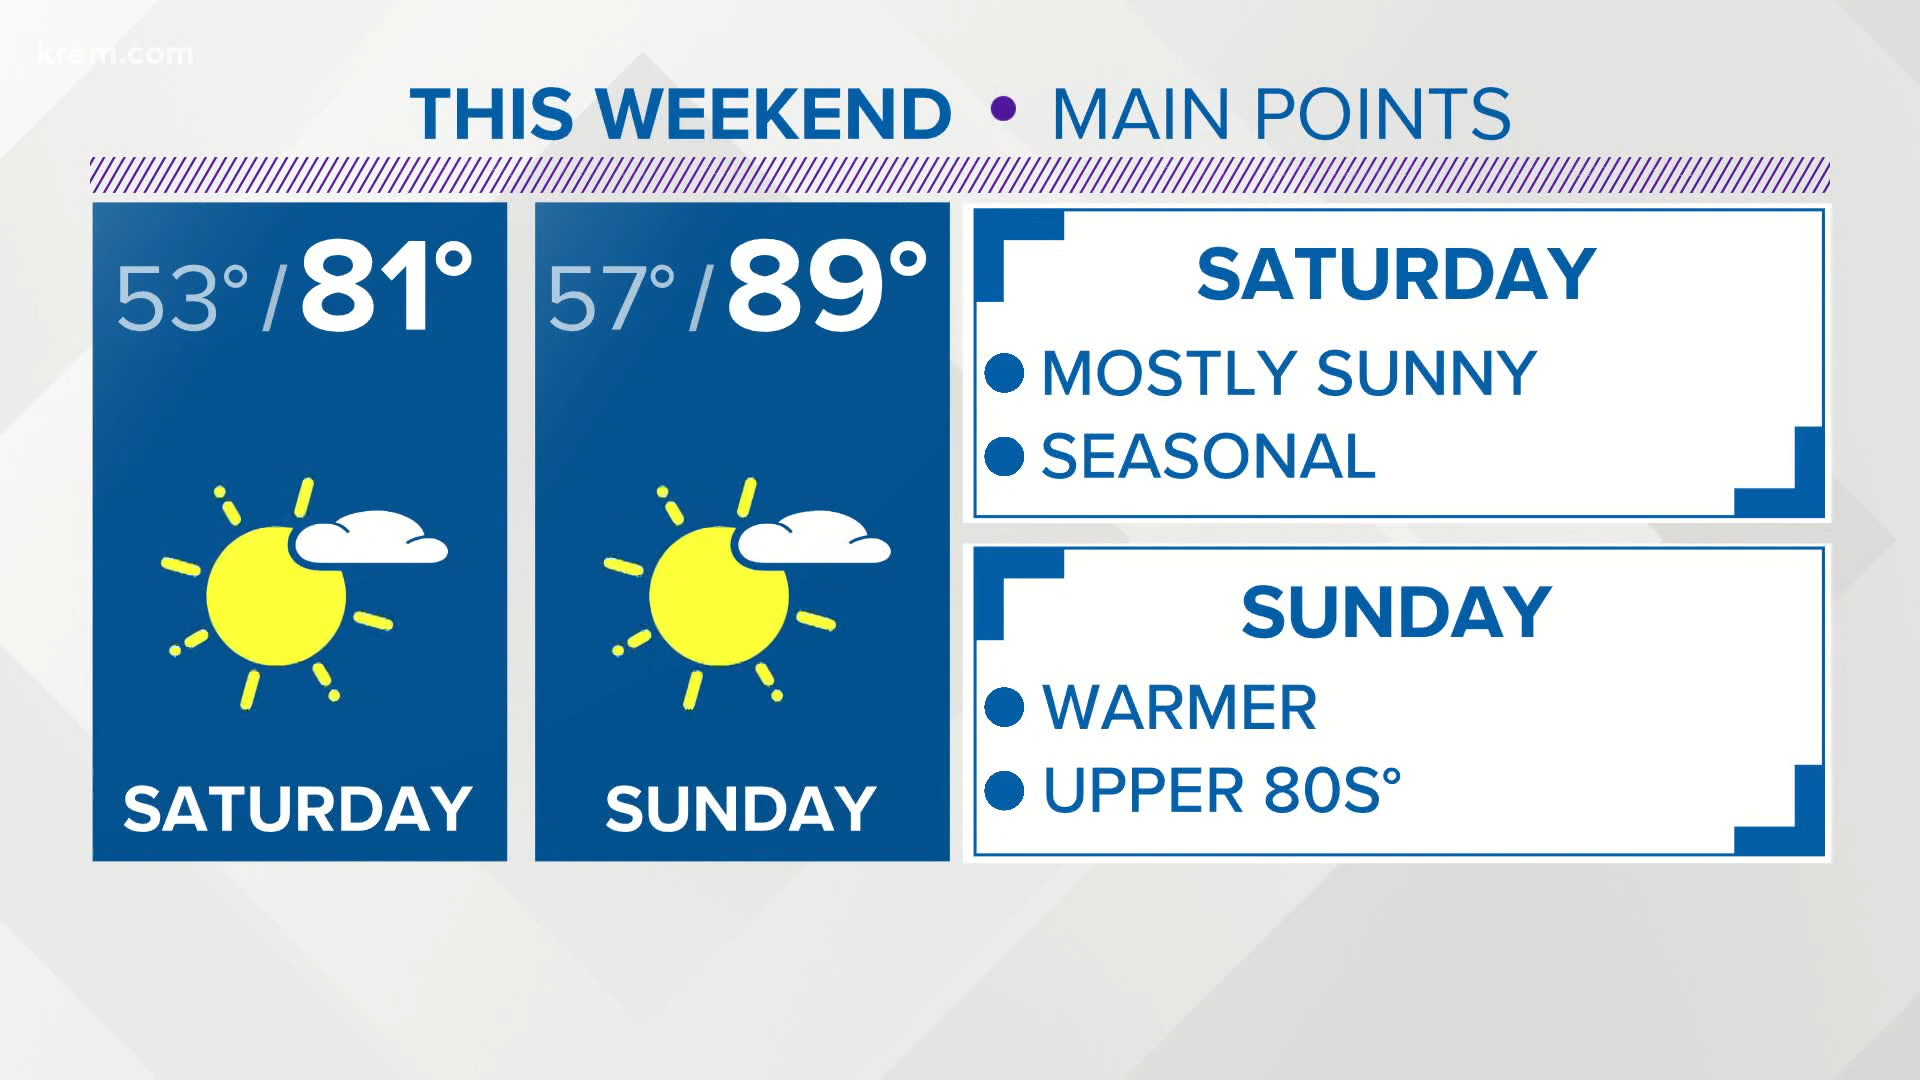 krem.com
THIS WEEKEND • MAIN POINTS
53°/81°
SATURDAY
57°/89°
SUNDAY
SATURDAY
● MOSTLY SUNNY
● SEASONAL
SUNDAY
● WARMER
● UPPER 80S°